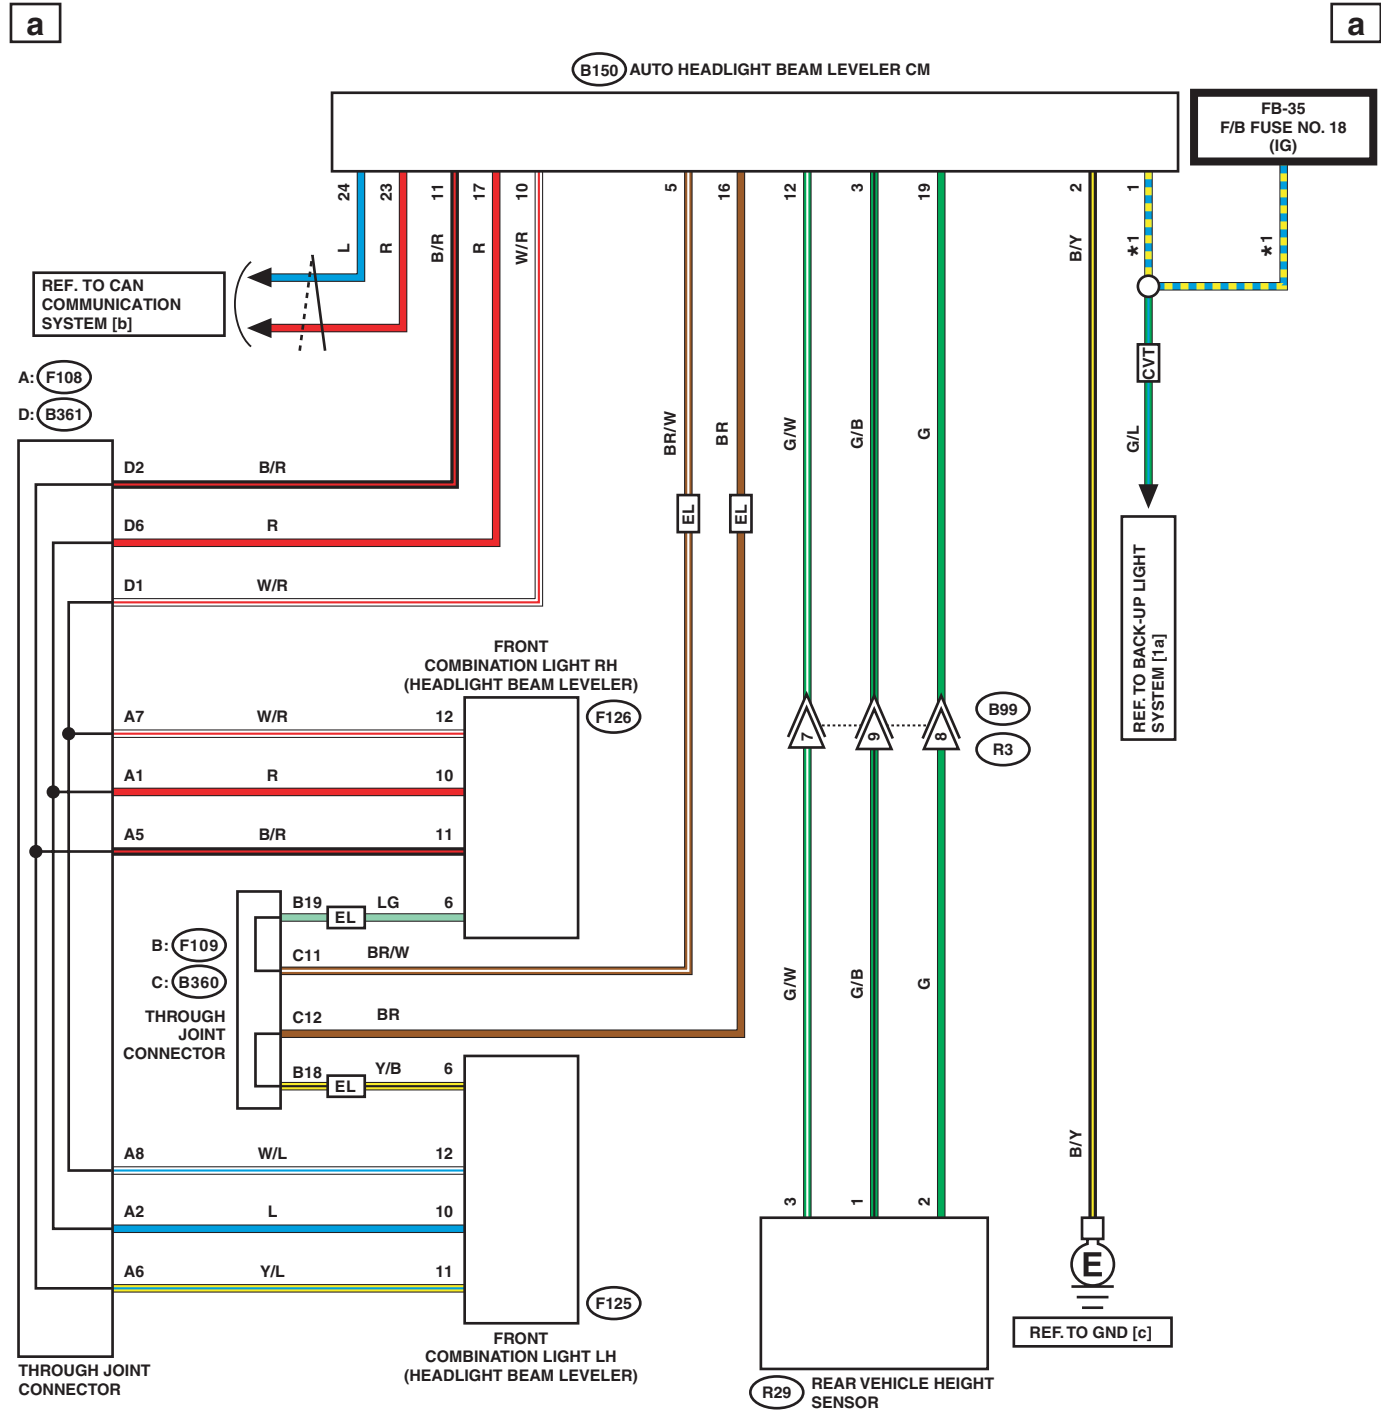 a
a
B150 AUTO HEADLIGHT BEAM LEVELER CM
FB-35
F/B FUSE NO. 18
(IG)
24
23
11
17
10
5
16
12
3
19
2
1
L
R
B/R
R
W/R
B/Y
*1
*1
REF. TO CAN
COMMUNICATION
SYSTEM [b]
A: F108
D: B361
CVT
BR/W
BR
G/W
G/B
G
G/L
D2 B/R
D6 R
D1 W/R
EL
EL
REF. TO BACK-UP LIGHT
SYSTEM [1a]
FRONT
COMBINATION LIGHT RH
(HEADLIGHT BEAM LEVELER)
F126
A7 W/R 12
A1 R 10
A5 B/R 11
7
9
8
B99
R3
B19 EL LG 6
C11 BR/W
B: F109
C: B360
THROUGH
JOINT
CONNECTOR
C12 BR
B18 EL Y/B 6
G/W
G/B
G
A8 W/L 12
A2 L 10
A6 Y/L 11
F125
FRONT
COMBINATION LIGHT LH
(HEADLIGHT BEAM LEVELER)
THROUGH JOINT
CONNECTOR
B/Y
3
1
2
E
REF. TO GND [c]
R29 REAR VEHICLE HEIGHT
SENSOR